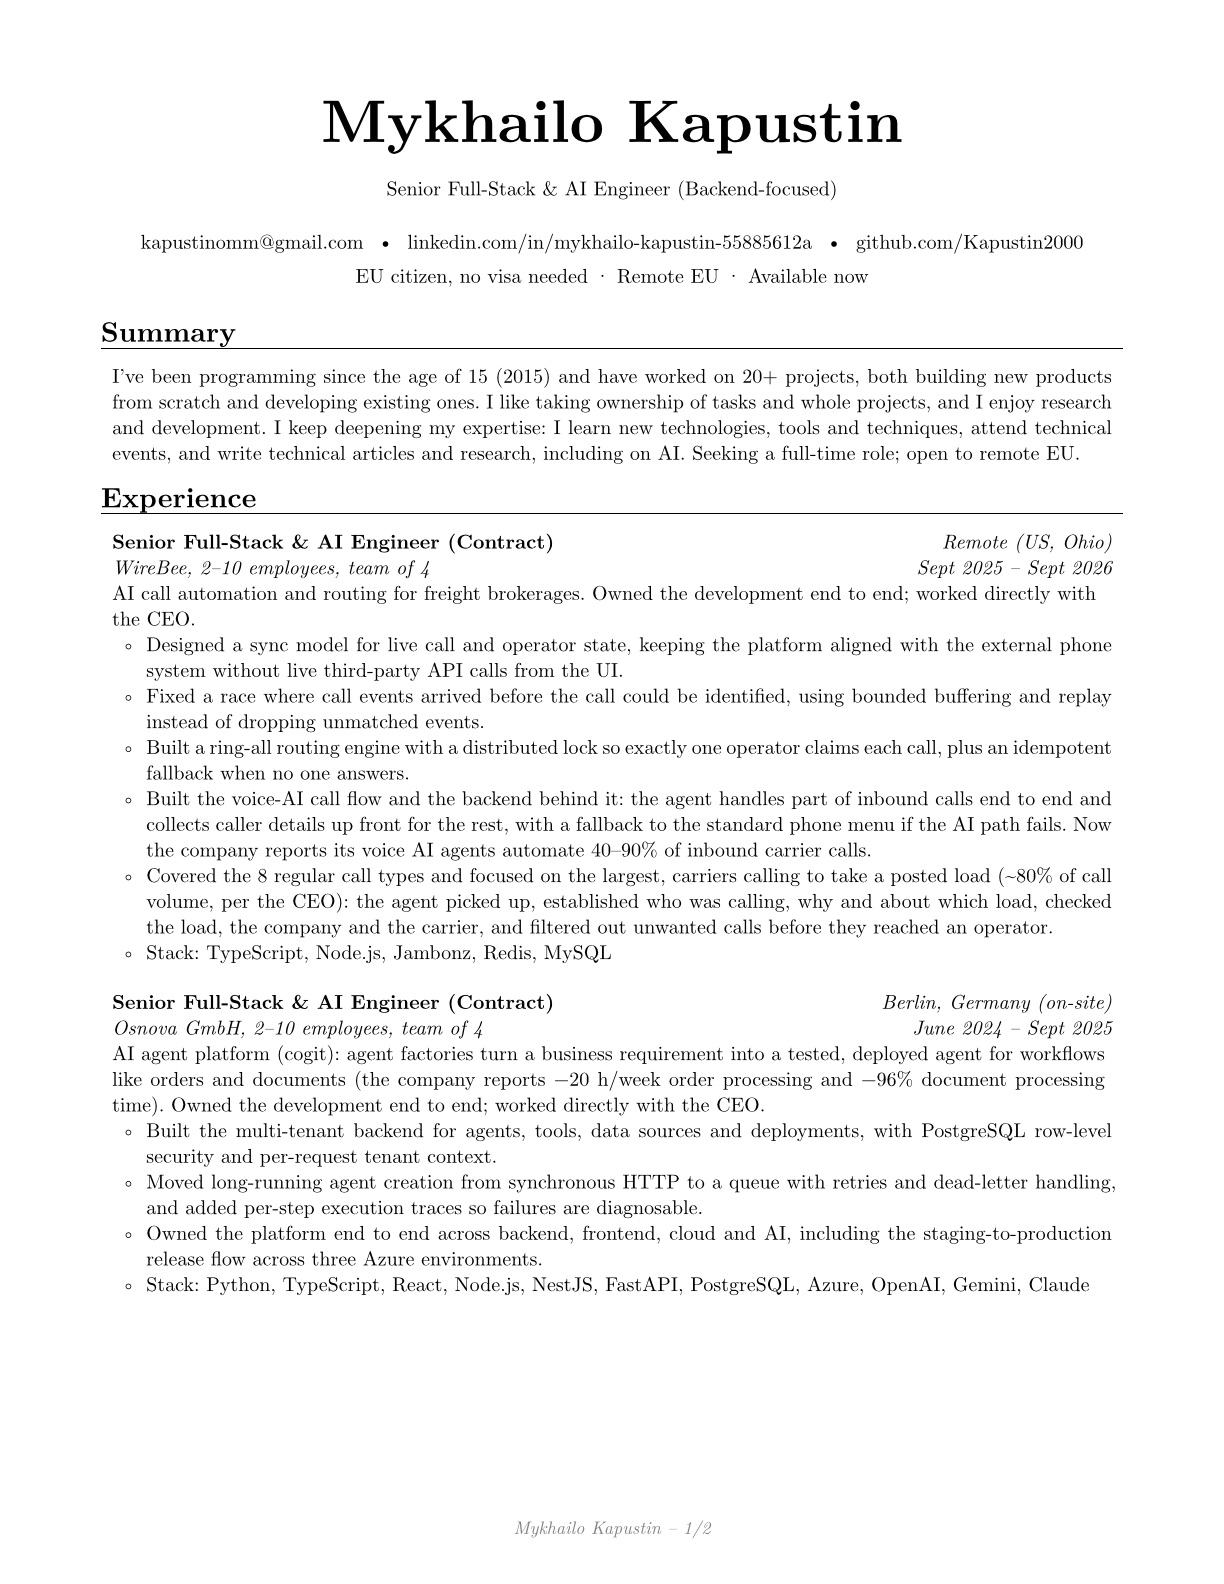 Mykhailo Kapustin
Senior Full-Stack & AI Engineer (Backend-focused)
kapustinomm@gmail.com • linkedin.com/in/mykhailo-kapustin-55885612a • github.com/Kapustin2000
EU citizen, no visa needed · Remote EU · Available now
Summary
I've been programming since the age of 15 (2015) and have worked on 20+ projects, both building new products
from scratch and developing existing ones. I like taking ownership of tasks and whole projects, and I enjoy research
and development. I keep deepening my expertise: I learn new technologies, tools and techniques, attend technical
events, and write technical articles and research, including on AI. Seeking a full-time role; open to remote EU.
Experience
Senior Full-Stack & AI Engineer (Contract) Remote (US, Ohio)
WireBee, 2–10 employees, team of 4 Sept 2025 – Sept 2026
AI call automation and routing for freight brokerages. Owned the development end to end; worked directly with
the CEO.
◦ Designed a sync model for live call and operator state, keeping the platform aligned with the external phone
system without live third-party API calls from the UI.
◦ Fixed a race where call events arrived before the call could be identified, using bounded buffering and replay
instead of dropping unmatched events.
◦ Built a ring-all routing engine with a distributed lock so exactly one operator claims each call, plus an idempotent
fallback when no one answers.
◦ Built the voice-AI call flow and the backend behind it: the agent handles part of inbound calls end to end and
collects caller details up front for the rest, with a fallback to the standard phone menu if the AI path fails. Now
the company reports its voice AI agents automate 40–90% of inbound carrier calls.
◦ Covered the 8 regular call types and focused on the largest, carriers calling to take a posted load (~80% of call
volume, per the CEO): the agent picked up, established who was calling, why and about which load, checked
the load, the company and the carrier, and filtered out unwanted calls before they reached an operator.
◦ Stack: TypeScript, Node.js, Jambonz, Redis, MySQL
Senior Full-Stack & AI Engineer (Contract) Berlin, Germany (on-site)
Osnova GmbH, 2–10 employees, team of 4 June 2024 – Sept 2025
AI agent platform (cogit): agent factories turn a business requirement into a tested, deployed agent for workflows
like orders and documents (the company reports −20 h/week order processing and −96% document processing
time). Owned the development end to end; worked directly with the CEO.
◦ Built the multi-tenant backend for agents, tools, data sources and deployments, with PostgreSQL row-level
security and per-request tenant context.
◦ Moved long-running agent creation from synchronous HTTP to a queue with retries and dead-letter handling,
and added per-step execution traces so failures are diagnosable.
◦ Owned the platform end to end across backend, frontend, cloud and AI, including the staging-to-production
release flow across three Azure environments.
◦ Stack: Python, TypeScript, React, Node.js, NestJS, FastAPI, PostgreSQL, Azure, OpenAI, Gemini, Claude
Mykhailo Kapustin – 1/2